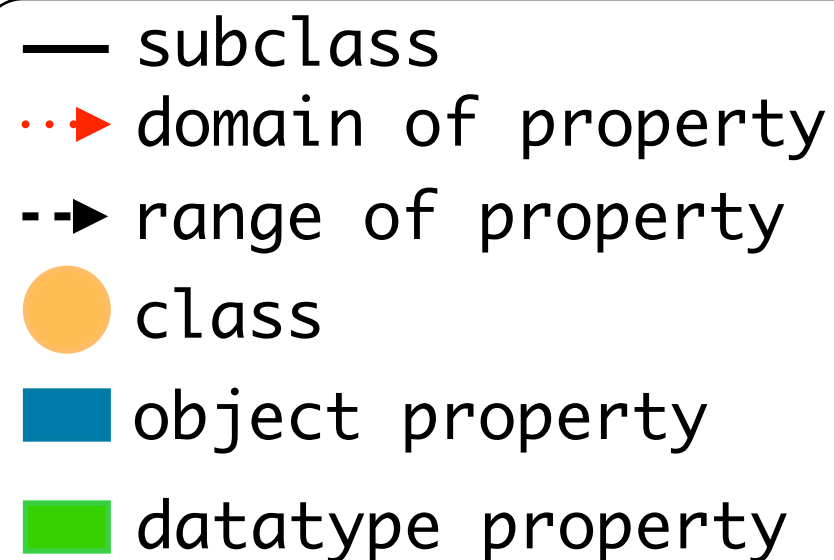 subclass
domain of property
range of property
class
object property
datatype property